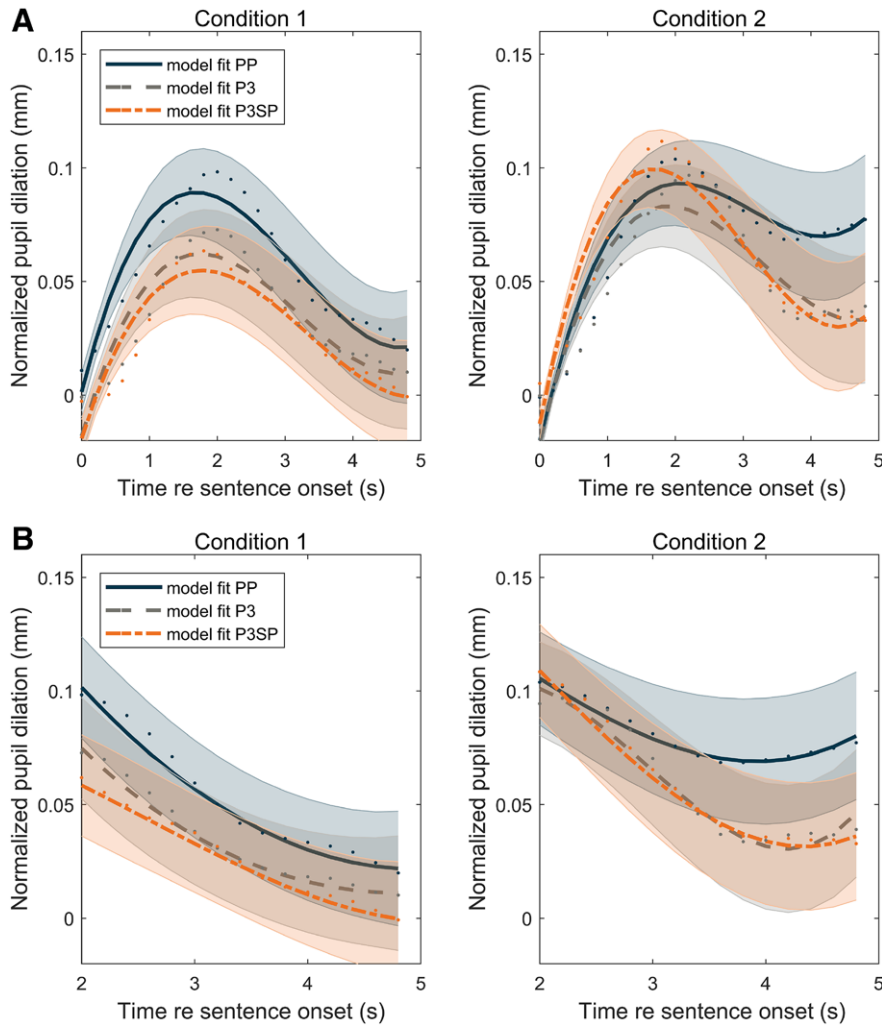 A
Condition 1
Condition 2
Normalized pupil dilation (mm)
0.15
0.1
0.05
0
model fit PP
model fit P3
model fit P3SP
0 1 2 3 4 5
Time re sentence onset (s)
Normalized pupil dilation (mm)
0.15
0.1
0.05
0
0 1 2 3 4 5
Time re sentence onset (s)
B
Condition 1
Condition 2
Normalized pupil dilation (mm)
0.15
0.1
0.05
0
model fit PP
model fit P3
model fit P3SP
2 3 4 5
Time re sentence onset (s)
Normalized pupil dilation (mm)
0.15
0.1
0.05
0
2 3 4 5
Time re sentence onset (s)